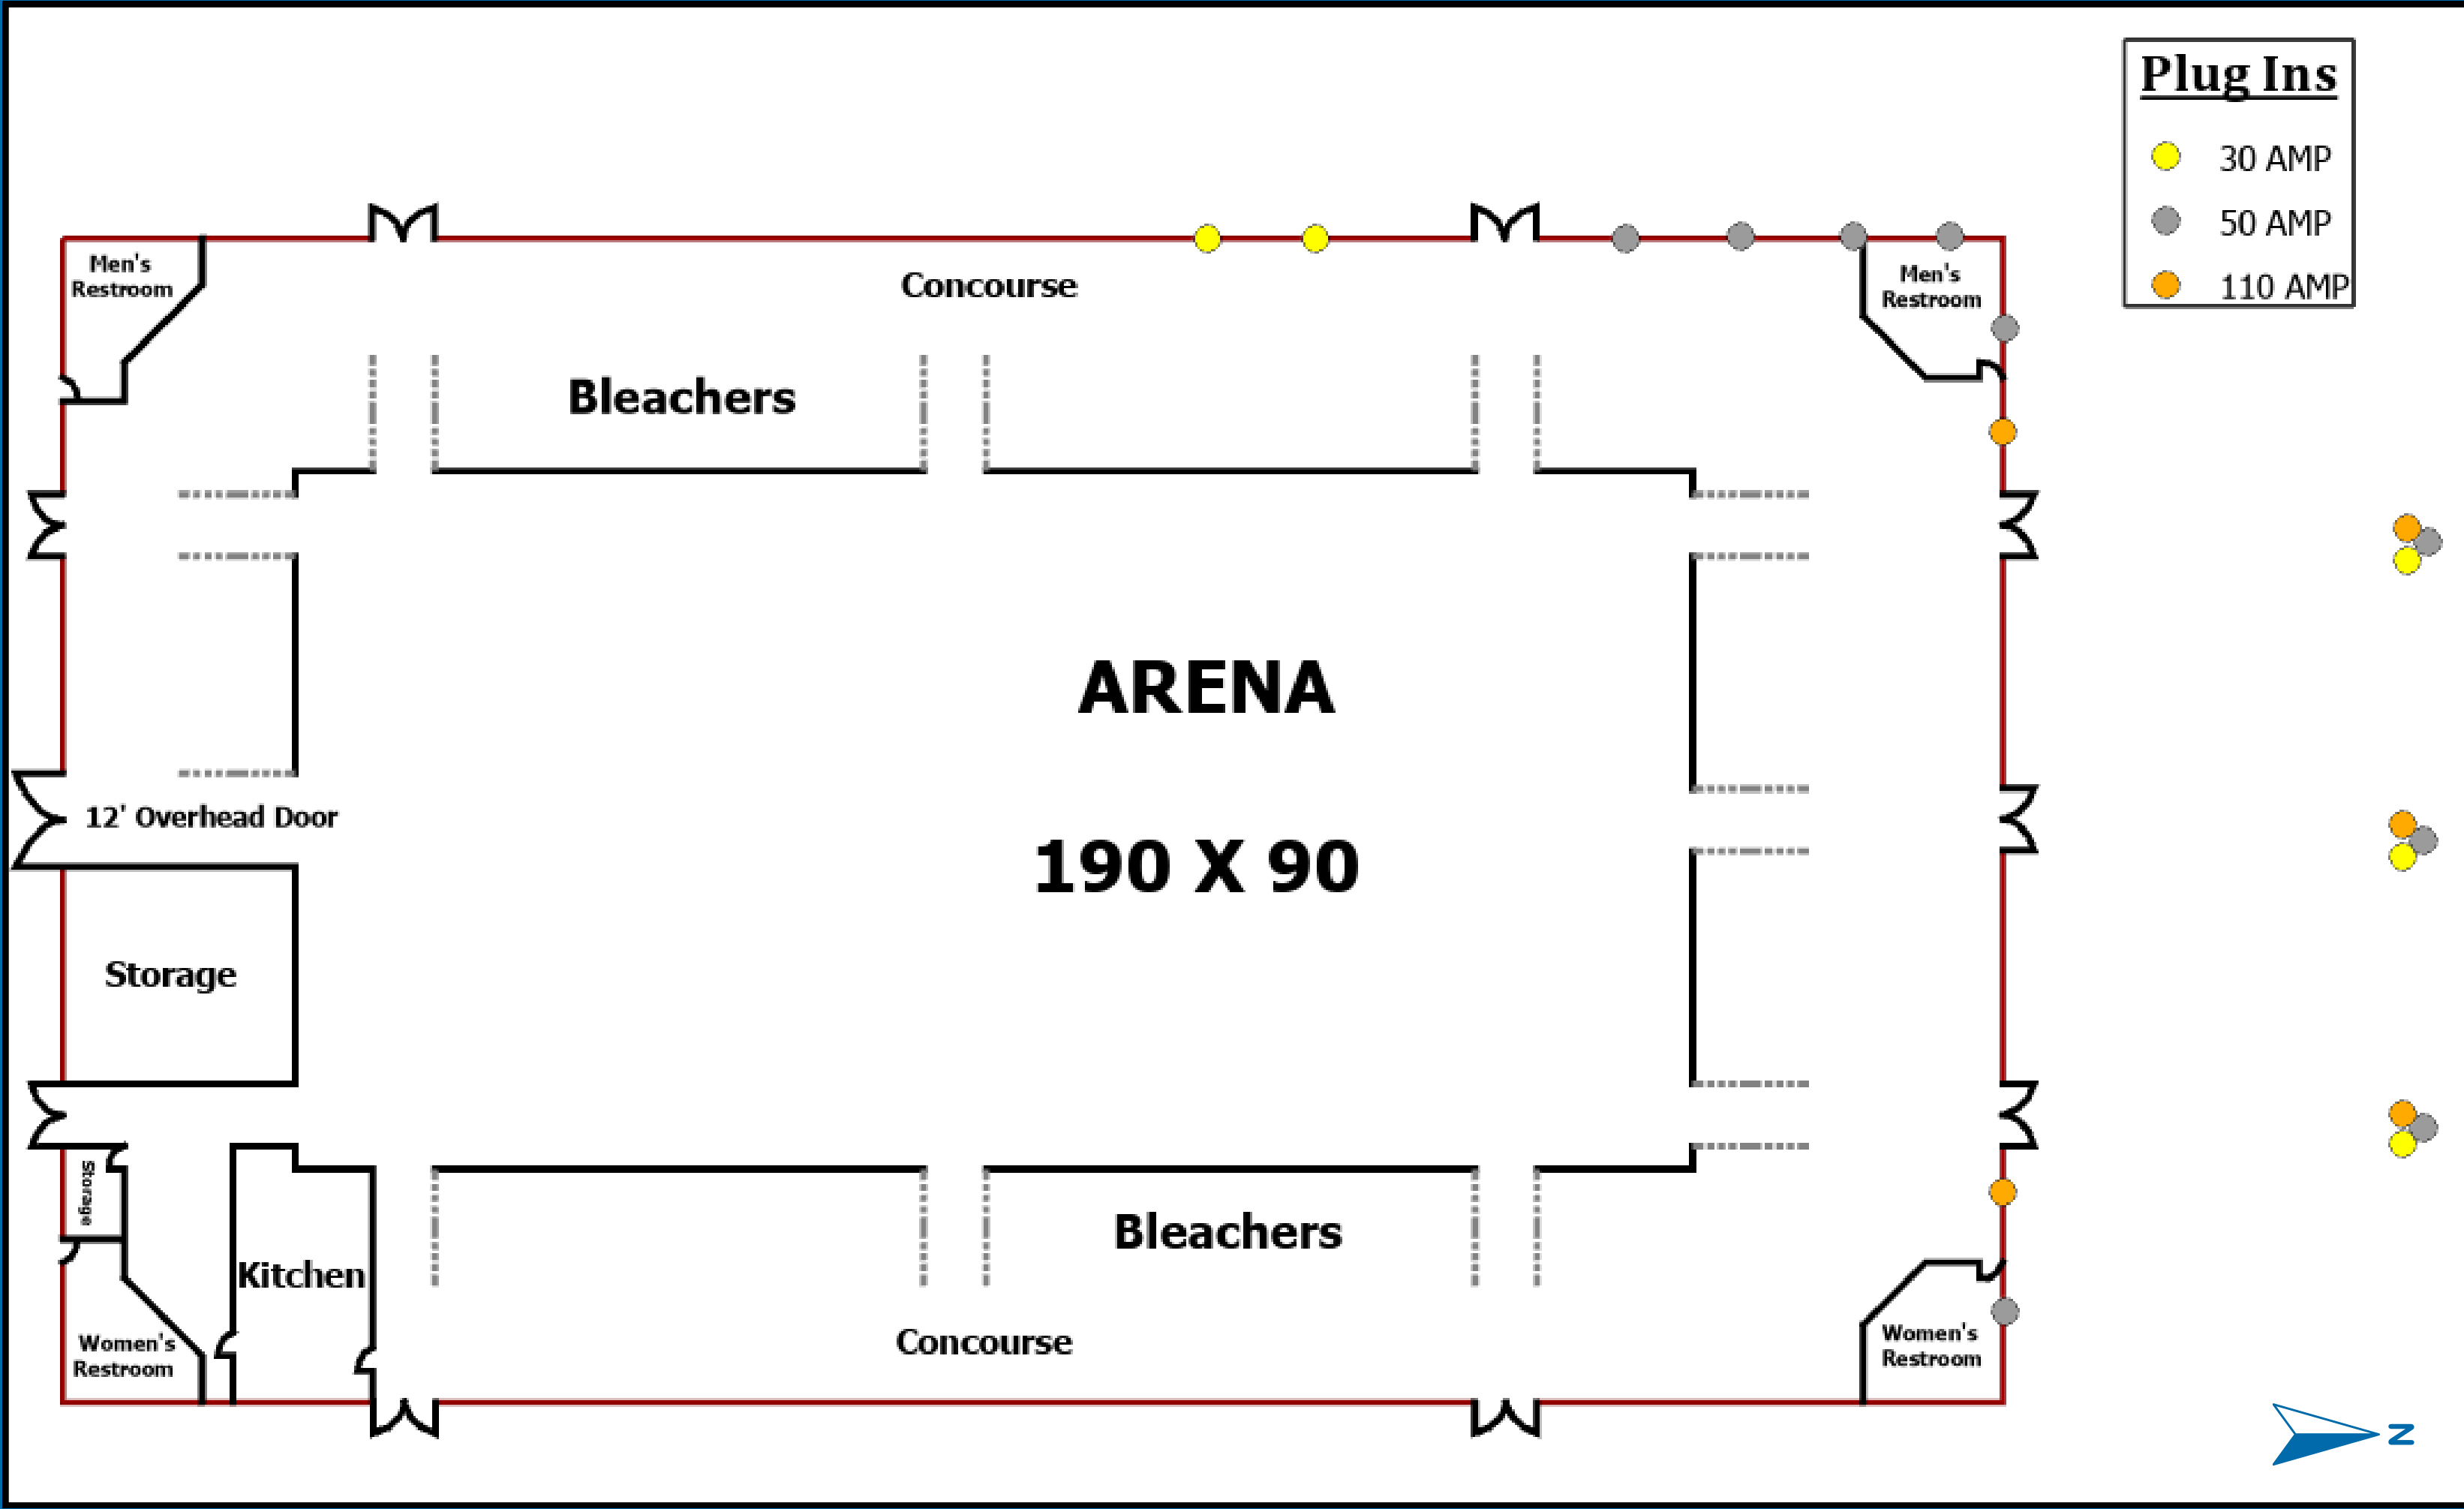 Plug Ins
30 AMP
50 AMP
110 AMP
Men's
Restroom
Concourse
Men's
Restroom
Bleachers
ARENA
12' Overhead Door
190 X 90
Storage
Storage
Bleachers
Kitchen
Women's
Restroom
Concourse
Women's
Restroom
N